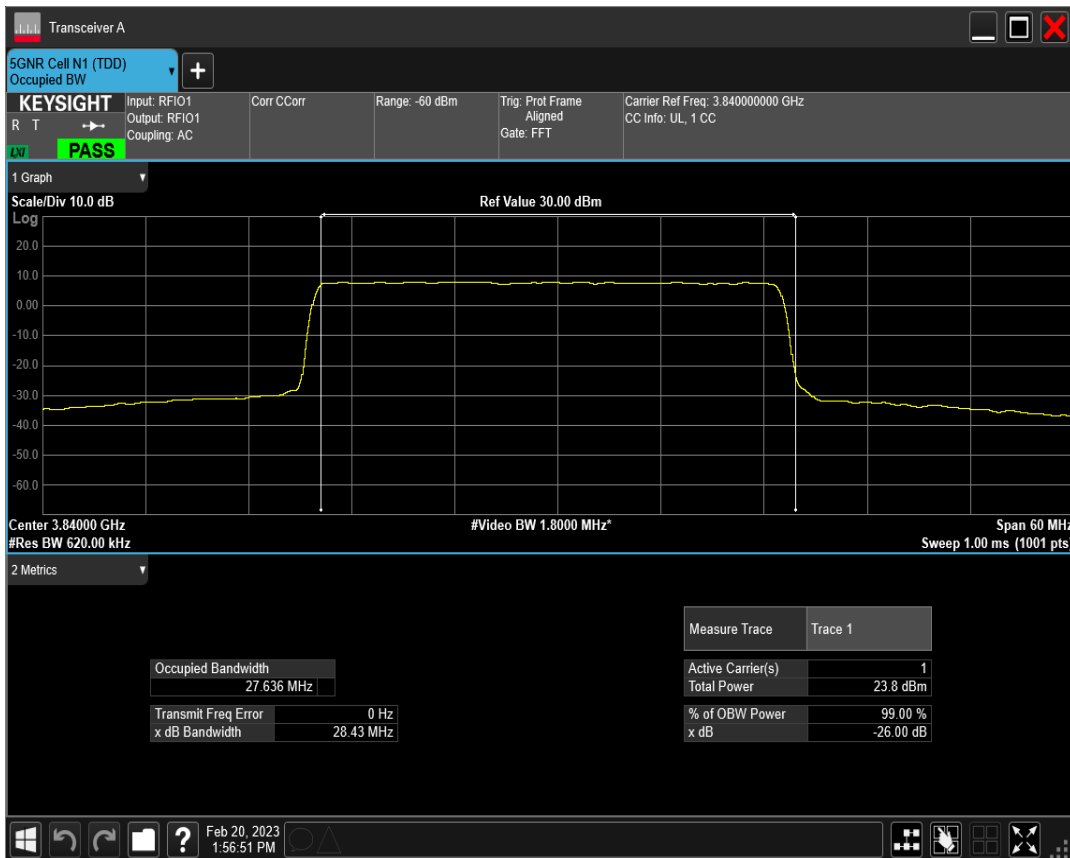 Transceiver A
5GNR Cell N1 (TDD)
Occupied BW
+
KEYSIGHT
R T
LXI
PASS
Input: RFIO1
Output: RFIO1
Coupling: AC
Corr CCorr
Range: -60 dBm
Trig: Prot Frame
Aligned
Gate: FFT
Carrier Ref Freq: 3.840000000 GHz
CC Info: UL, 1 CC
1 Graph
Scale/Div 10.0 dB
Ref Value 30.00 dBm
Log
20.0
10.0
0.00
-10.0
-20.0
-30.0
-40.0
-50.0
-60.0
Center 3.84000 GHz
#Video BW 1.8000 MHz*
Span 60 MHz
#Res BW 620.00 kHz
Sweep 1.00 ms (1001 pts)
2 Metrics
Measure Trace Trace 1
Occupied Bandwidth
27.636 MHz
Active Carrier(s) 1
Total Power 23.8 dBm
Transmit Freq Error 0 Hz
x dB Bandwidth 28.43 MHz
% of OBW Power 99.00 %
x dB -26.00 dB
?
Feb 20, 2023
1:56:51 PM